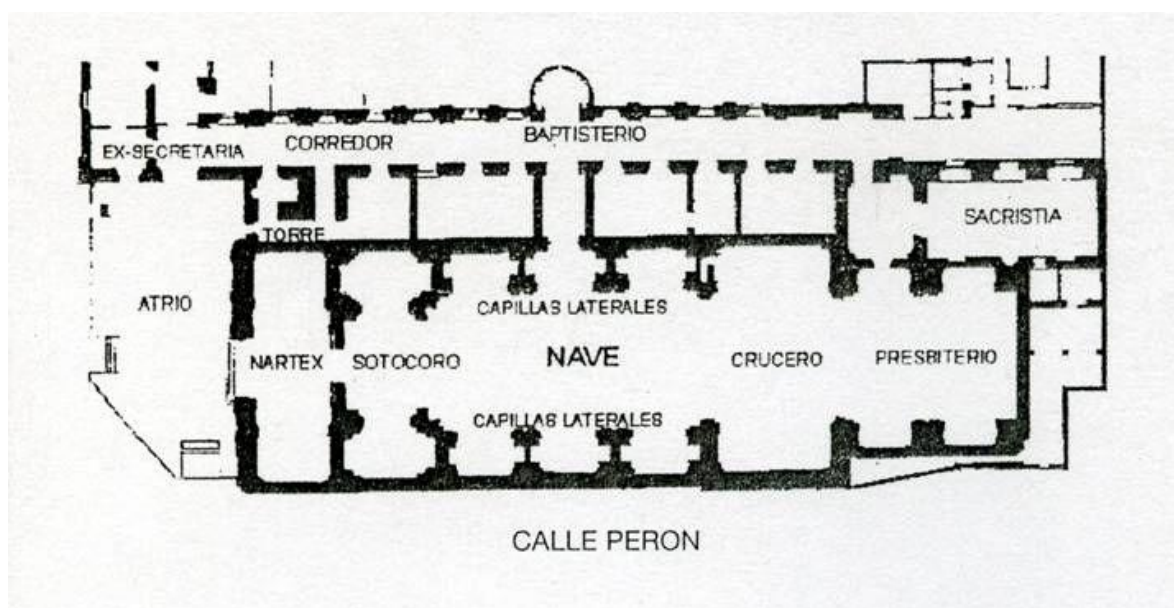 EX-SECRETARIA
CORREDOR
BAPTISTERIO
TORRE
SACRISTIA
ATRIO
CAPILLAS LATERALES
NARTEX
SOTOCORO
NAVE
CRUCERO
PRESBITERIO
CAPILLAS LATERALES
CALLE PERON